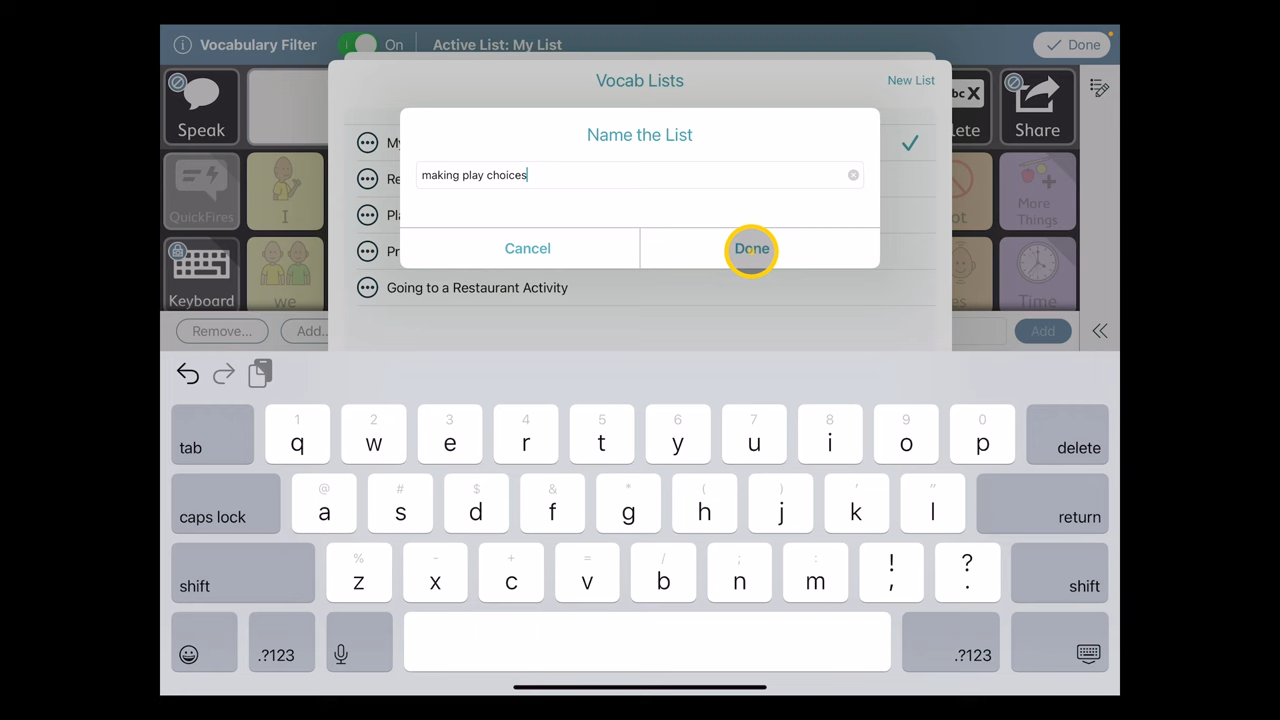 Vocabulary Filter On Active List: My List Done
Vocab Lists New List
Speak Share
Name the List
making play choices
Cancel Done
QuickFires I More Things
Keyboard we Time
Going to a Restaurant Activity
Remove... Add... Add
1 2 3 4 5 6 7 8 9 0
tab q w e r t y u i o p delete
@ # $ & * ( ) ' "
caps lock a s d f g h j k l return
% - + = / ; : ! ?
shift z x c v b n m , . shift
.?123 .?123